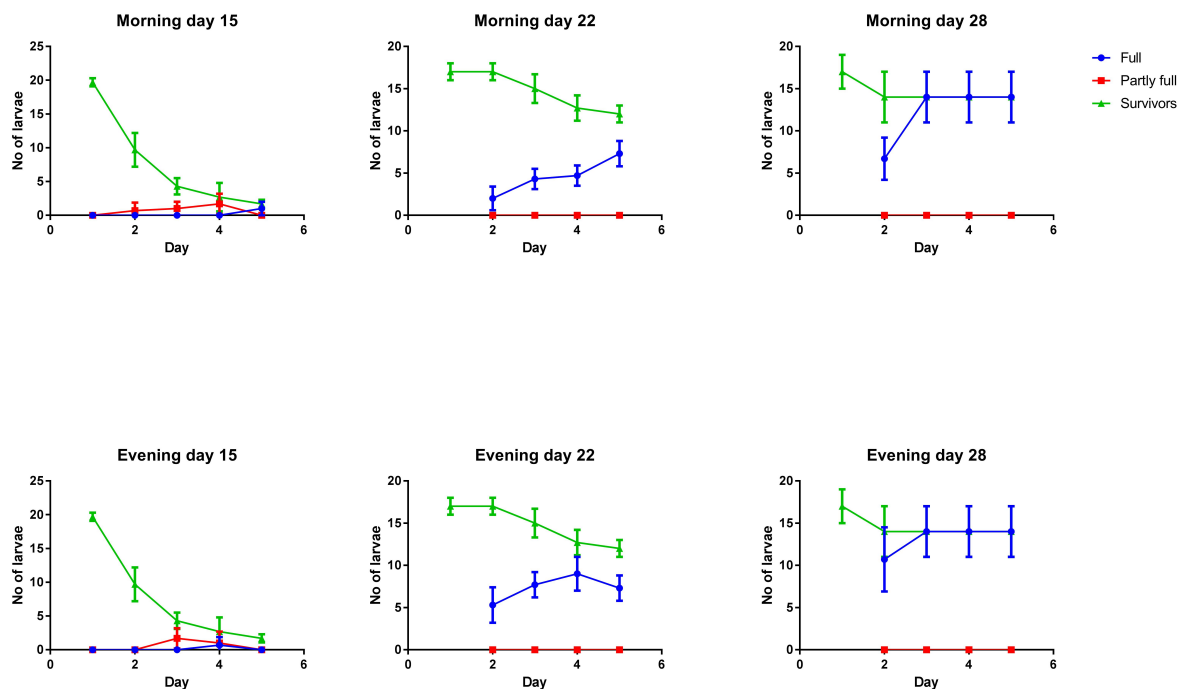 Morning day 15
25
20
15
10
5
0
0
2
4
6
No of larvae
Day
Morning day 22
20
15
10
5
0
0
2
4
6
No of larvae
Day
Morning day 28
20
15
10
5
0
0
2
4
6
No of larvae
Day
Full
Partly full
Survivors
Evening day 15
25
20
15
10
5
0
0
2
4
6
No of larvae
Day
Evening day 22
20
15
10
5
0
0
2
4
6
No of larvae
Day
Evening day 28
20
15
10
5
0
0
2
4
6
No of larvae
Day